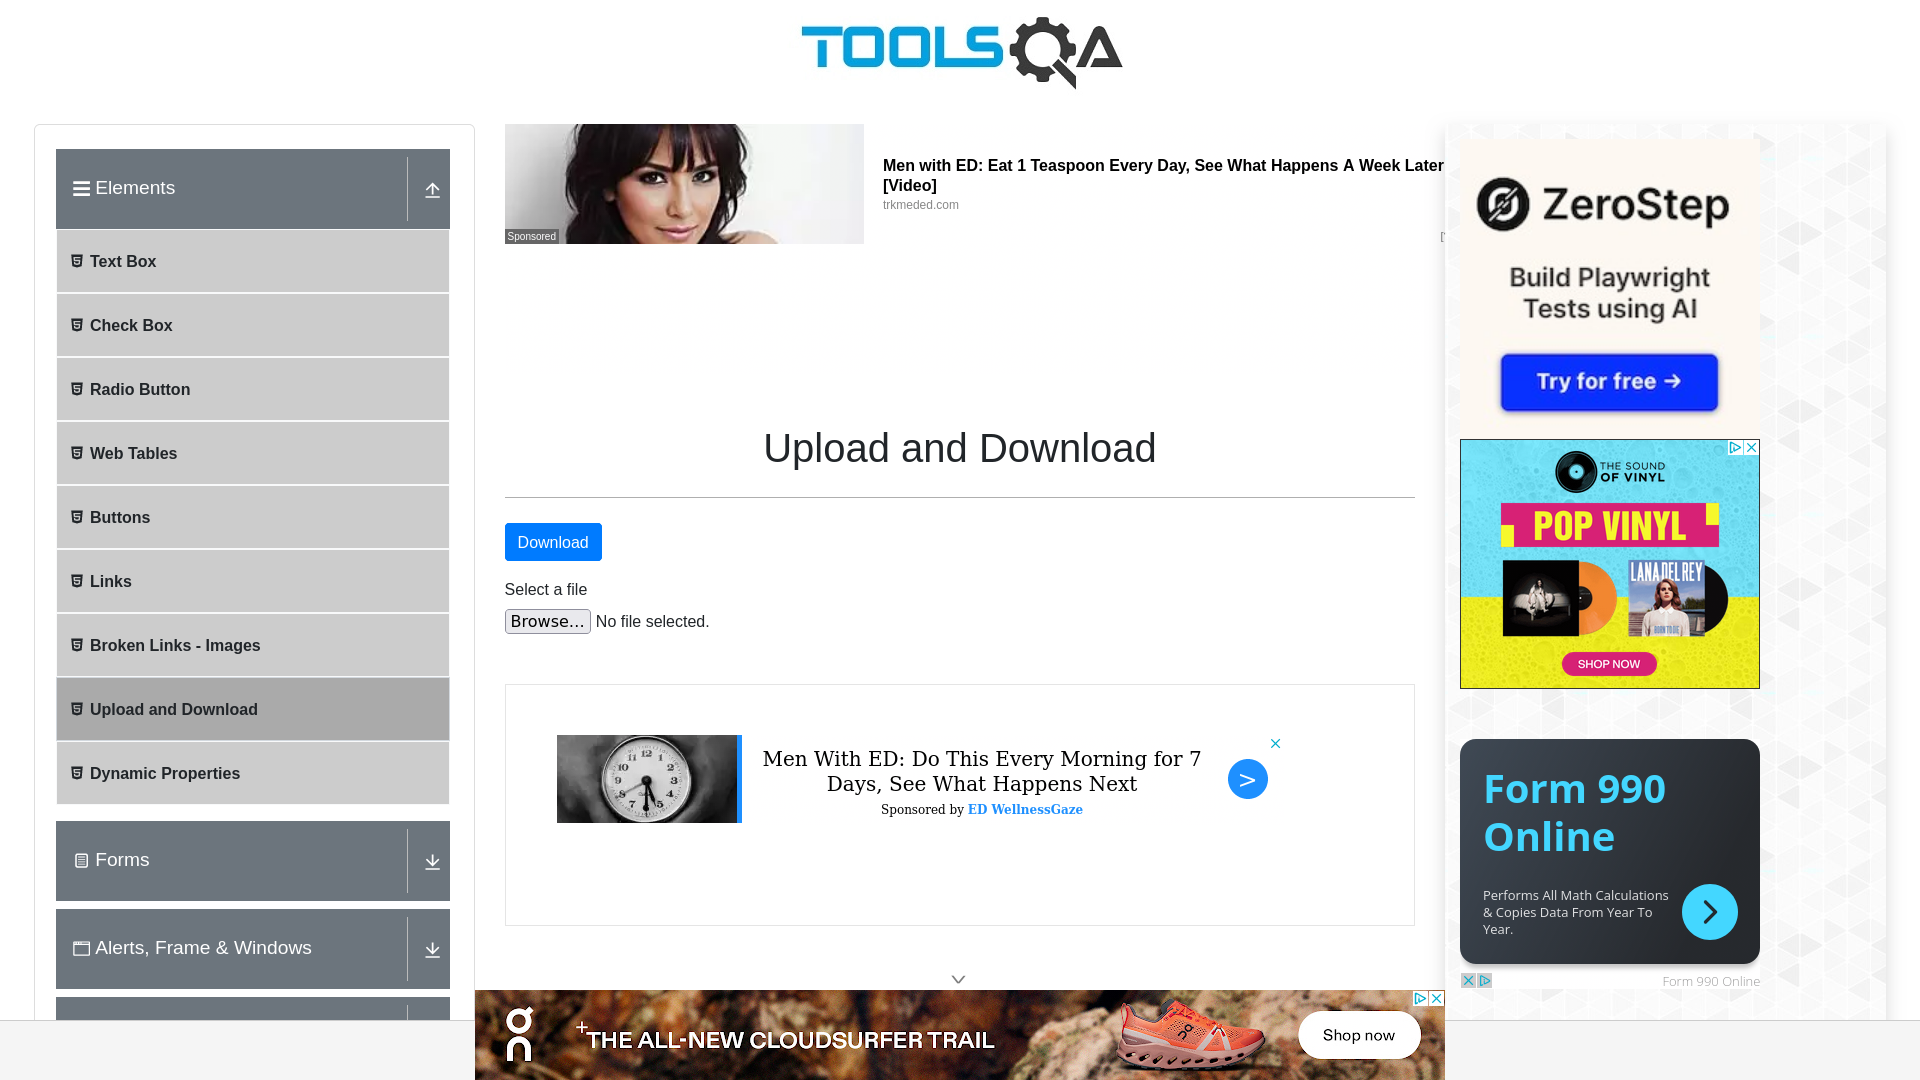 TOOLSQA
Elements
Text Box
Check Box
Radio Button
Web Tables
Buttons
Links
Broken Links - Images
Upload and Download
Dynamic Properties
Forms
Alerts, Frame & Windows
Sponsored
Men with ED: Eat 1 Teaspoon Every Day, See What Happens A Week Later
[Video]
trkmeded.com
Upload and Download
Download
Select a file
Browse... No file selected.
Men With ED: Do This Every Morning for 7
Days, See What Happens Next
Sponsored by ED WellnessGaze
THE ALL-NEW CLOUDSURFER TRAIL
Shop now
ZeroStep
Build Playwright
Tests using AI
Try for free →
THE SOUND
OF VINYL
POP VINYL
LANA DEL REY
BORN TO DIE
SHOP NOW
Form 990
Online
Performs All Math Calculations
& Copies Data From Year To
Year.
Form 990 Online